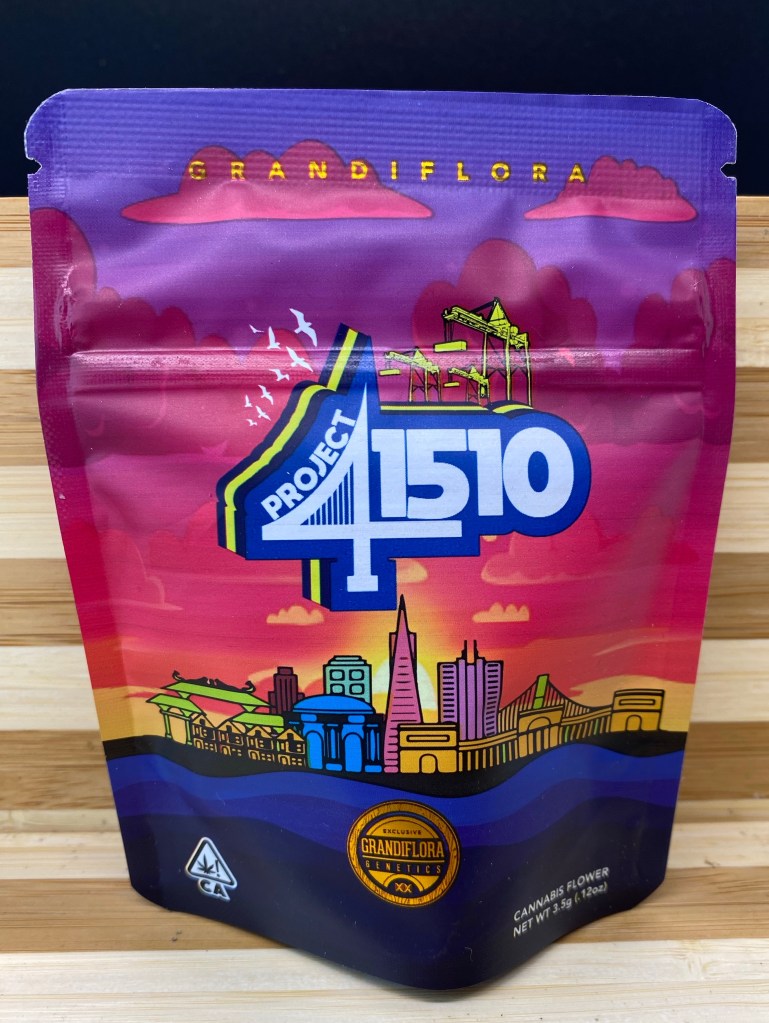 GRANDIFLORA
PROJECT
41510
EXCLUSIVE
GRANDIFLORA
GENETICS
XX
CA
CANNABIS FLOWER
NET WT 3.5g (.12oz)